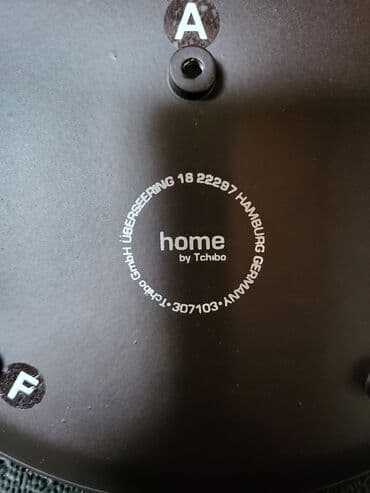 A
Tchibo GmbH ÜBERSEERING 18 22297 HAMBURG GERMANY • 307103 •
home
by Tchibo
F